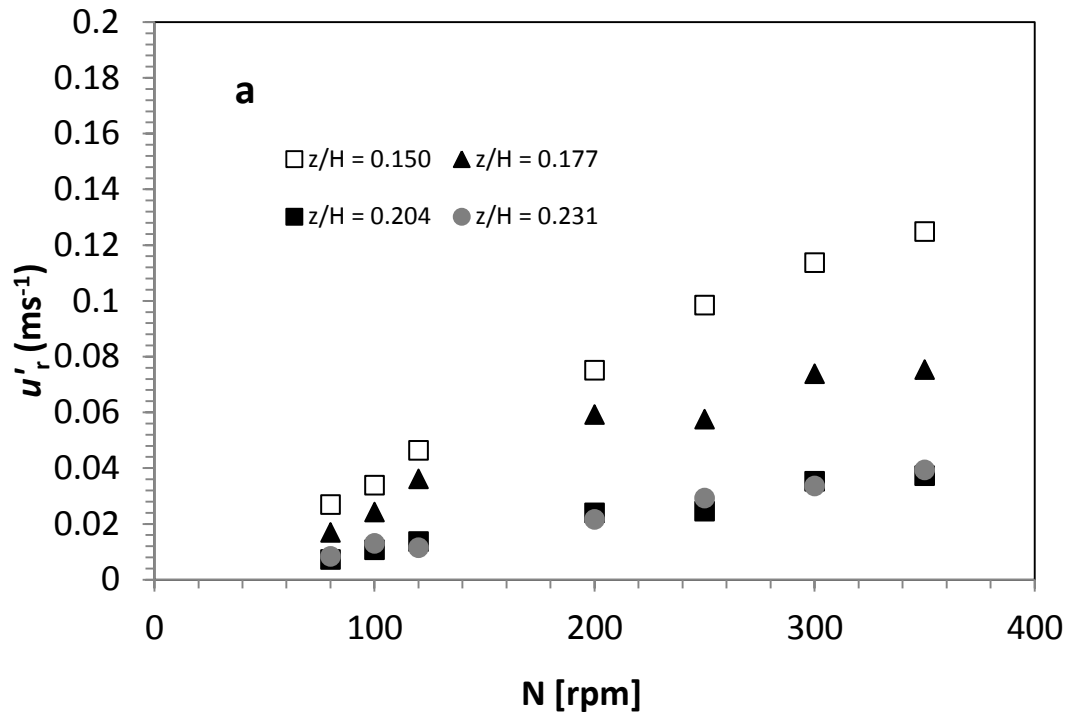 0.2
0.18
0.16
0.14
0.12
0.1
0.08
0.06
0.04
0.02
0
u'r (ms-1)
a
z/H = 0.150 z/H = 0.177
z/H = 0.204 z/H = 0.231
0 100 200 300 400
N [rpm]